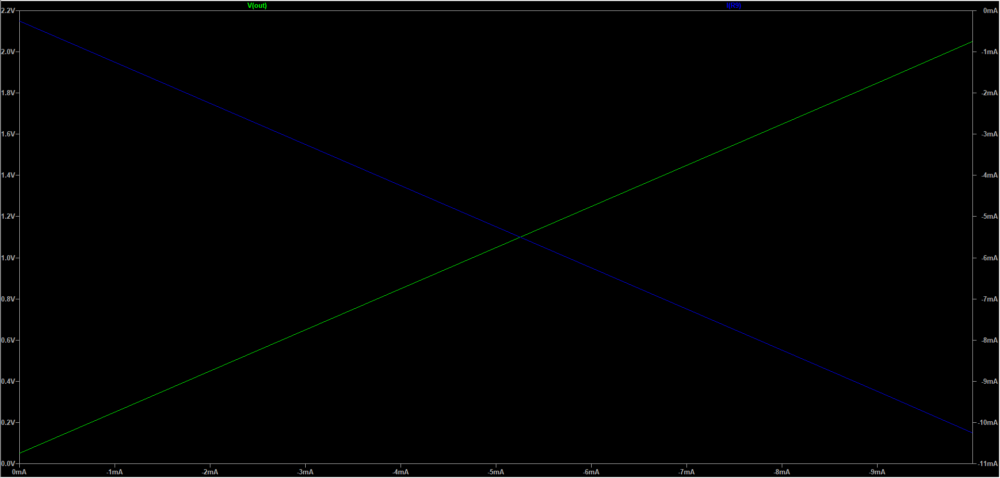 V(out) I(R9)
2.2V 0mA
2.0V -1mA
1.8V -2mA
1.6V -3mA
1.4V -4mA
1.2V -5mA
1.0V -6mA
0.8V -7mA
0.6V -8mA
0.4V -9mA
0.2V -10mA
0.0V -11mA
0mA -1mA -2mA -3mA -4mA -5mA -6mA -7mA -8mA -9mA